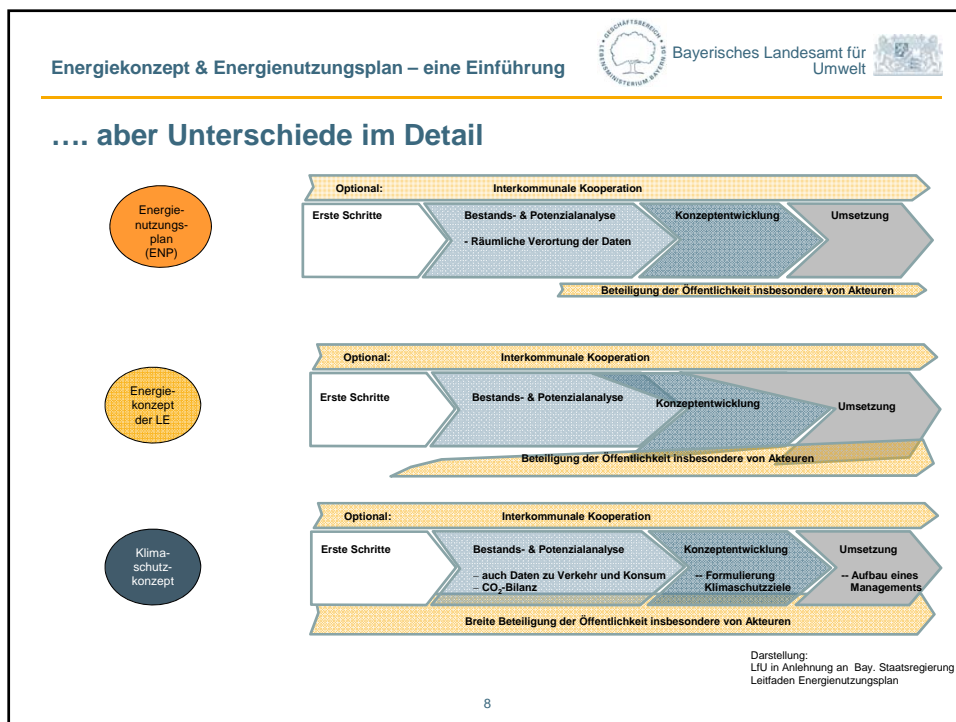 Energiekonzept & Energienutzungsplan – eine Einführung
GESCHÄFTSBEREICH
LEBENSMINISTERIUM BAYERN.DE
Bayerisches Landesamt für
Umwelt
…. aber Unterschiede im Detail
Energie-
nutzungs-
plan
(ENP)
Optional: Interkommunale Kooperation
Erste Schritte
Bestands- & Potenzialanalyse
- Räumliche Verortung der Daten
Konzeptentwicklung
Umsetzung
Beteiligung der Öffentlichkeit insbesondere von Akteuren
Energie-
konzept
der LE
Optional: Interkommunale Kooperation
Erste Schritte
Bestands- & Potenzialanalyse
Konzeptentwicklung
Umsetzung
Beteiligung der Öffentlichkeit insbesondere von Akteuren
Klima-
schutz-
konzept
Optional: Interkommunale Kooperation
Erste Schritte
Bestands- & Potenzialanalyse
– auch Daten zu Verkehr und Konsum
– CO₂-Bilanz
Konzeptentwicklung
-- Formulierung
Klimaschutzziele
Umsetzung
-- Aufbau eines
Managements
Breite Beteiligung der Öffentlichkeit insbesondere von Akteuren
Darstellung:
LfU in Anlehnung an Bay. Staatsregierung
Leitfaden Energienutzungsplan
8